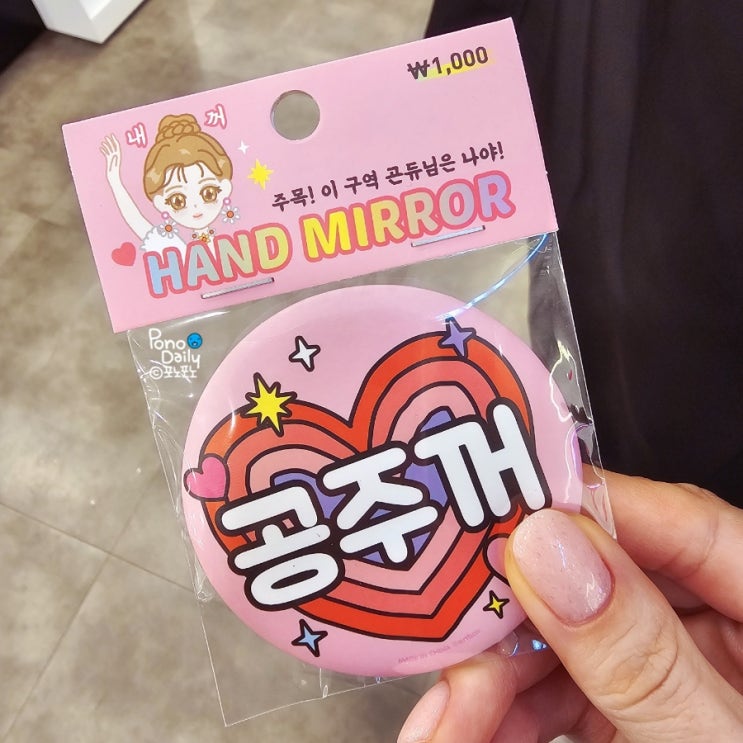 ₩1,000
내 꺼
주목! 이 구역 곤듀님은 나야!
HAND MIRROR
Pono
Daily
©포노포노
공주꺼